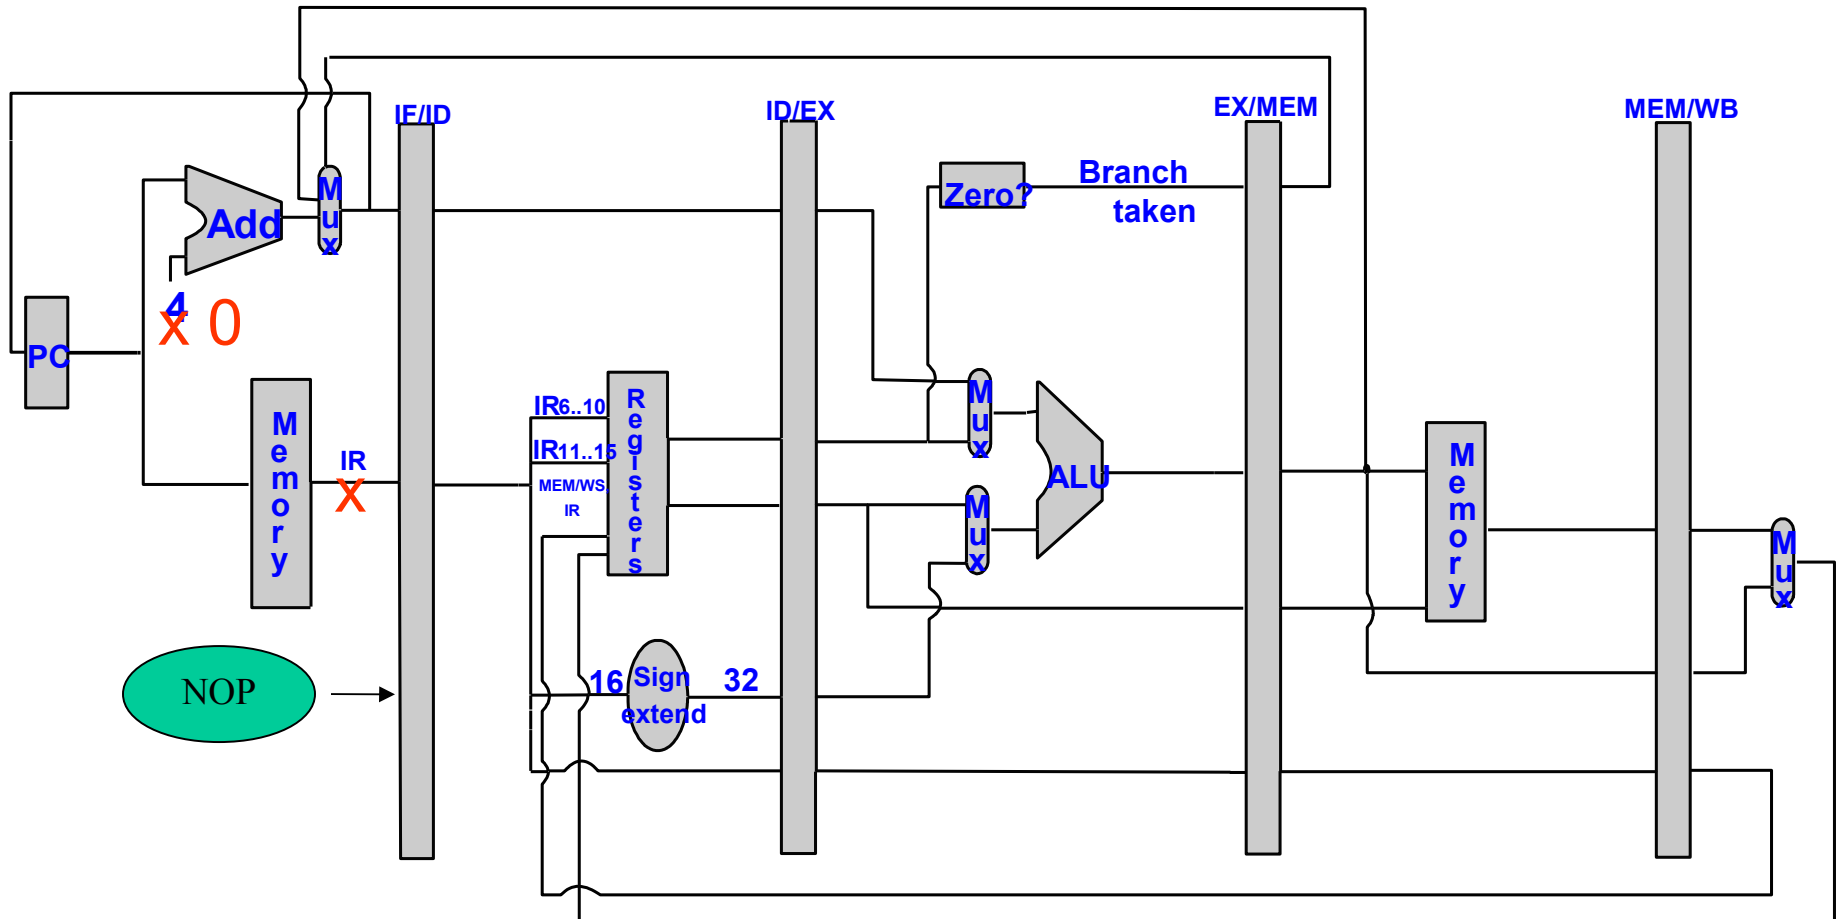 IF/ID
ID/EX
EX/MEM
MEM/WB
Mux
Add
Zero?
Branch
taken
4
x 0
PC
Memory
IR
x
IR6..10
IR11..15
MEM/WS,
IR
Registers
Mux
Mux
ALU
Memory
Mux
NOP
16
Sign
extend
32